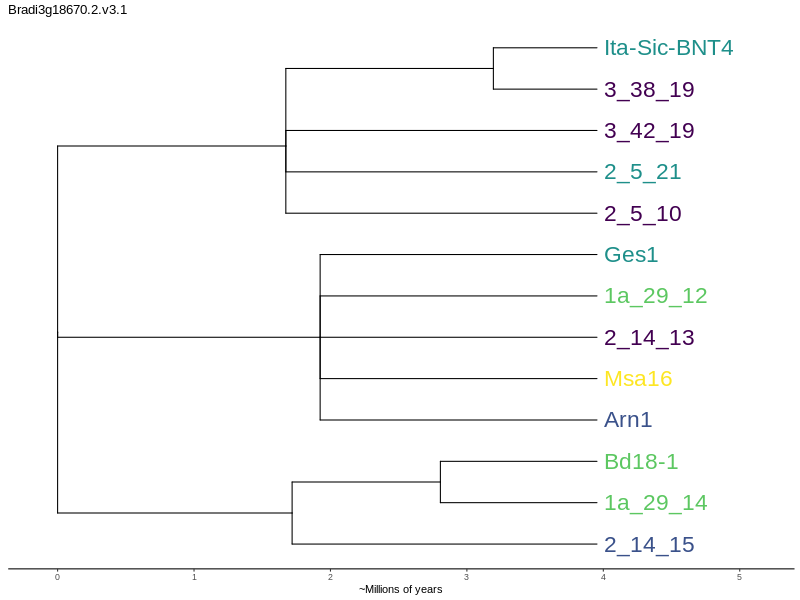 Bradi3g18670.2.v3.1
Ita-Sic-BNT4
3_38_19
3_42_19
2_5_21
2_5_10
Ges1
1a_29_12
2_14_13
Msa16
Arn1
Bd18-1
1a_29_14
2_14_15
0 1 2 3 4 5
~Millions of years